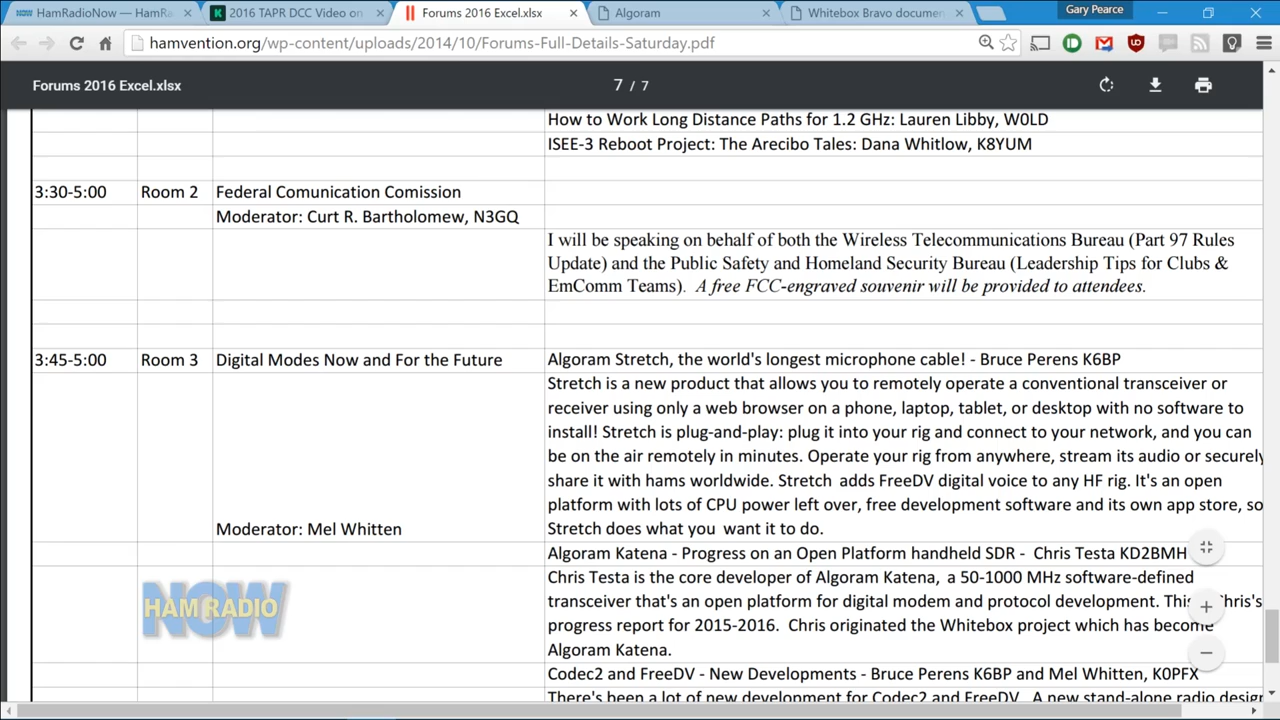 HamRadioNow — HamRa
2016 TAPR DCC Video on
Forums 2016 Excel.xlsx
Algoram
Whitebox Bravo documen
Gary Pearce
hamvention.org/wp-content/uploads/2014/10/Forums-Full-Details-Saturday.pdf
Forums 2016 Excel.xlsx
7 / 7
How to Work Long Distance Paths for 1.2 GHz: Lauren Libby, W0LD
ISEE-3 Reboot Project: The Arecibo Tales: Dana Whitlow, K8YUM
3:30-5:00 Room 2 Federal Comunication Comission
Moderator: Curt R. Bartholomew, N3GQ
I will be speaking on behalf of both the Wireless Telecommunications Bureau (Part 97 Rules
Update) and the Public Safety and Homeland Security Bureau (Leadership Tips for Clubs &
EmComm Teams). A free FCC-engraved souvenir will be provided to attendees.
3:45-5:00 Room 3 Digital Modes Now and For the Future
Algoram Stretch, the world's longest microphone cable! - Bruce Perens K6BP
Stretch is a new product that allows you to remotely operate a conventional transceiver or
receiver using only a web browser on a phone, laptop, tablet, or desktop with no software to
install! Stretch is plug-and-play: plug it into your rig and connect to your network, and you can
be on the air remotely in minutes. Operate your rig from anywhere, stream its audio or securely
share it with hams worldwide. Stretch adds FreeDV digital voice to any HF rig. It's an open
platform with lots of CPU power left over, free development software and its own app store, so
Stretch does what you want it to do.
Moderator: Mel Whitten
Algoram Katena - Progress on an Open Platform handheld SDR - Chris Testa KD2BMH
Chris Testa is the core developer of Algoram Katena, a 50-1000 MHz software-defined
transceiver that's an open platform for digital modem and protocol development. This Chris's
progress report for 2015-2016. Chris originated the Whitebox project which has become
Algoram Katena.
Codec2 and FreeDV - New Developments - Bruce Perens K6BP and Mel Whitten, K0PFX
There's been a lot of new development for Codec2 and FreeDV. A new stand-alone radio design
HAM RADIO
NOW